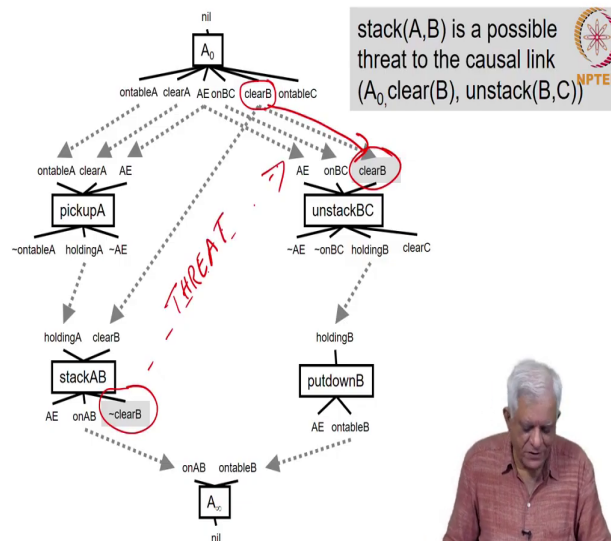 nil
A₀
ontableA clearA AE onBC clearB ontableC
stack(A,B) is a possible
threat to the causal link
(A₀,clear(B), unstack(B,C))
NPTEL
ontableA clearA AE
pickupA
~ontableA holdingA ~AE
AE onBC clearB
unstackBC
~AE ~onBC holdingB clearC
THREAT
holdingA clearB
stackAB
AE onAB ~clearB
holdingB
putdownB
AE ontableB
onAB ontableB
A∞
nil